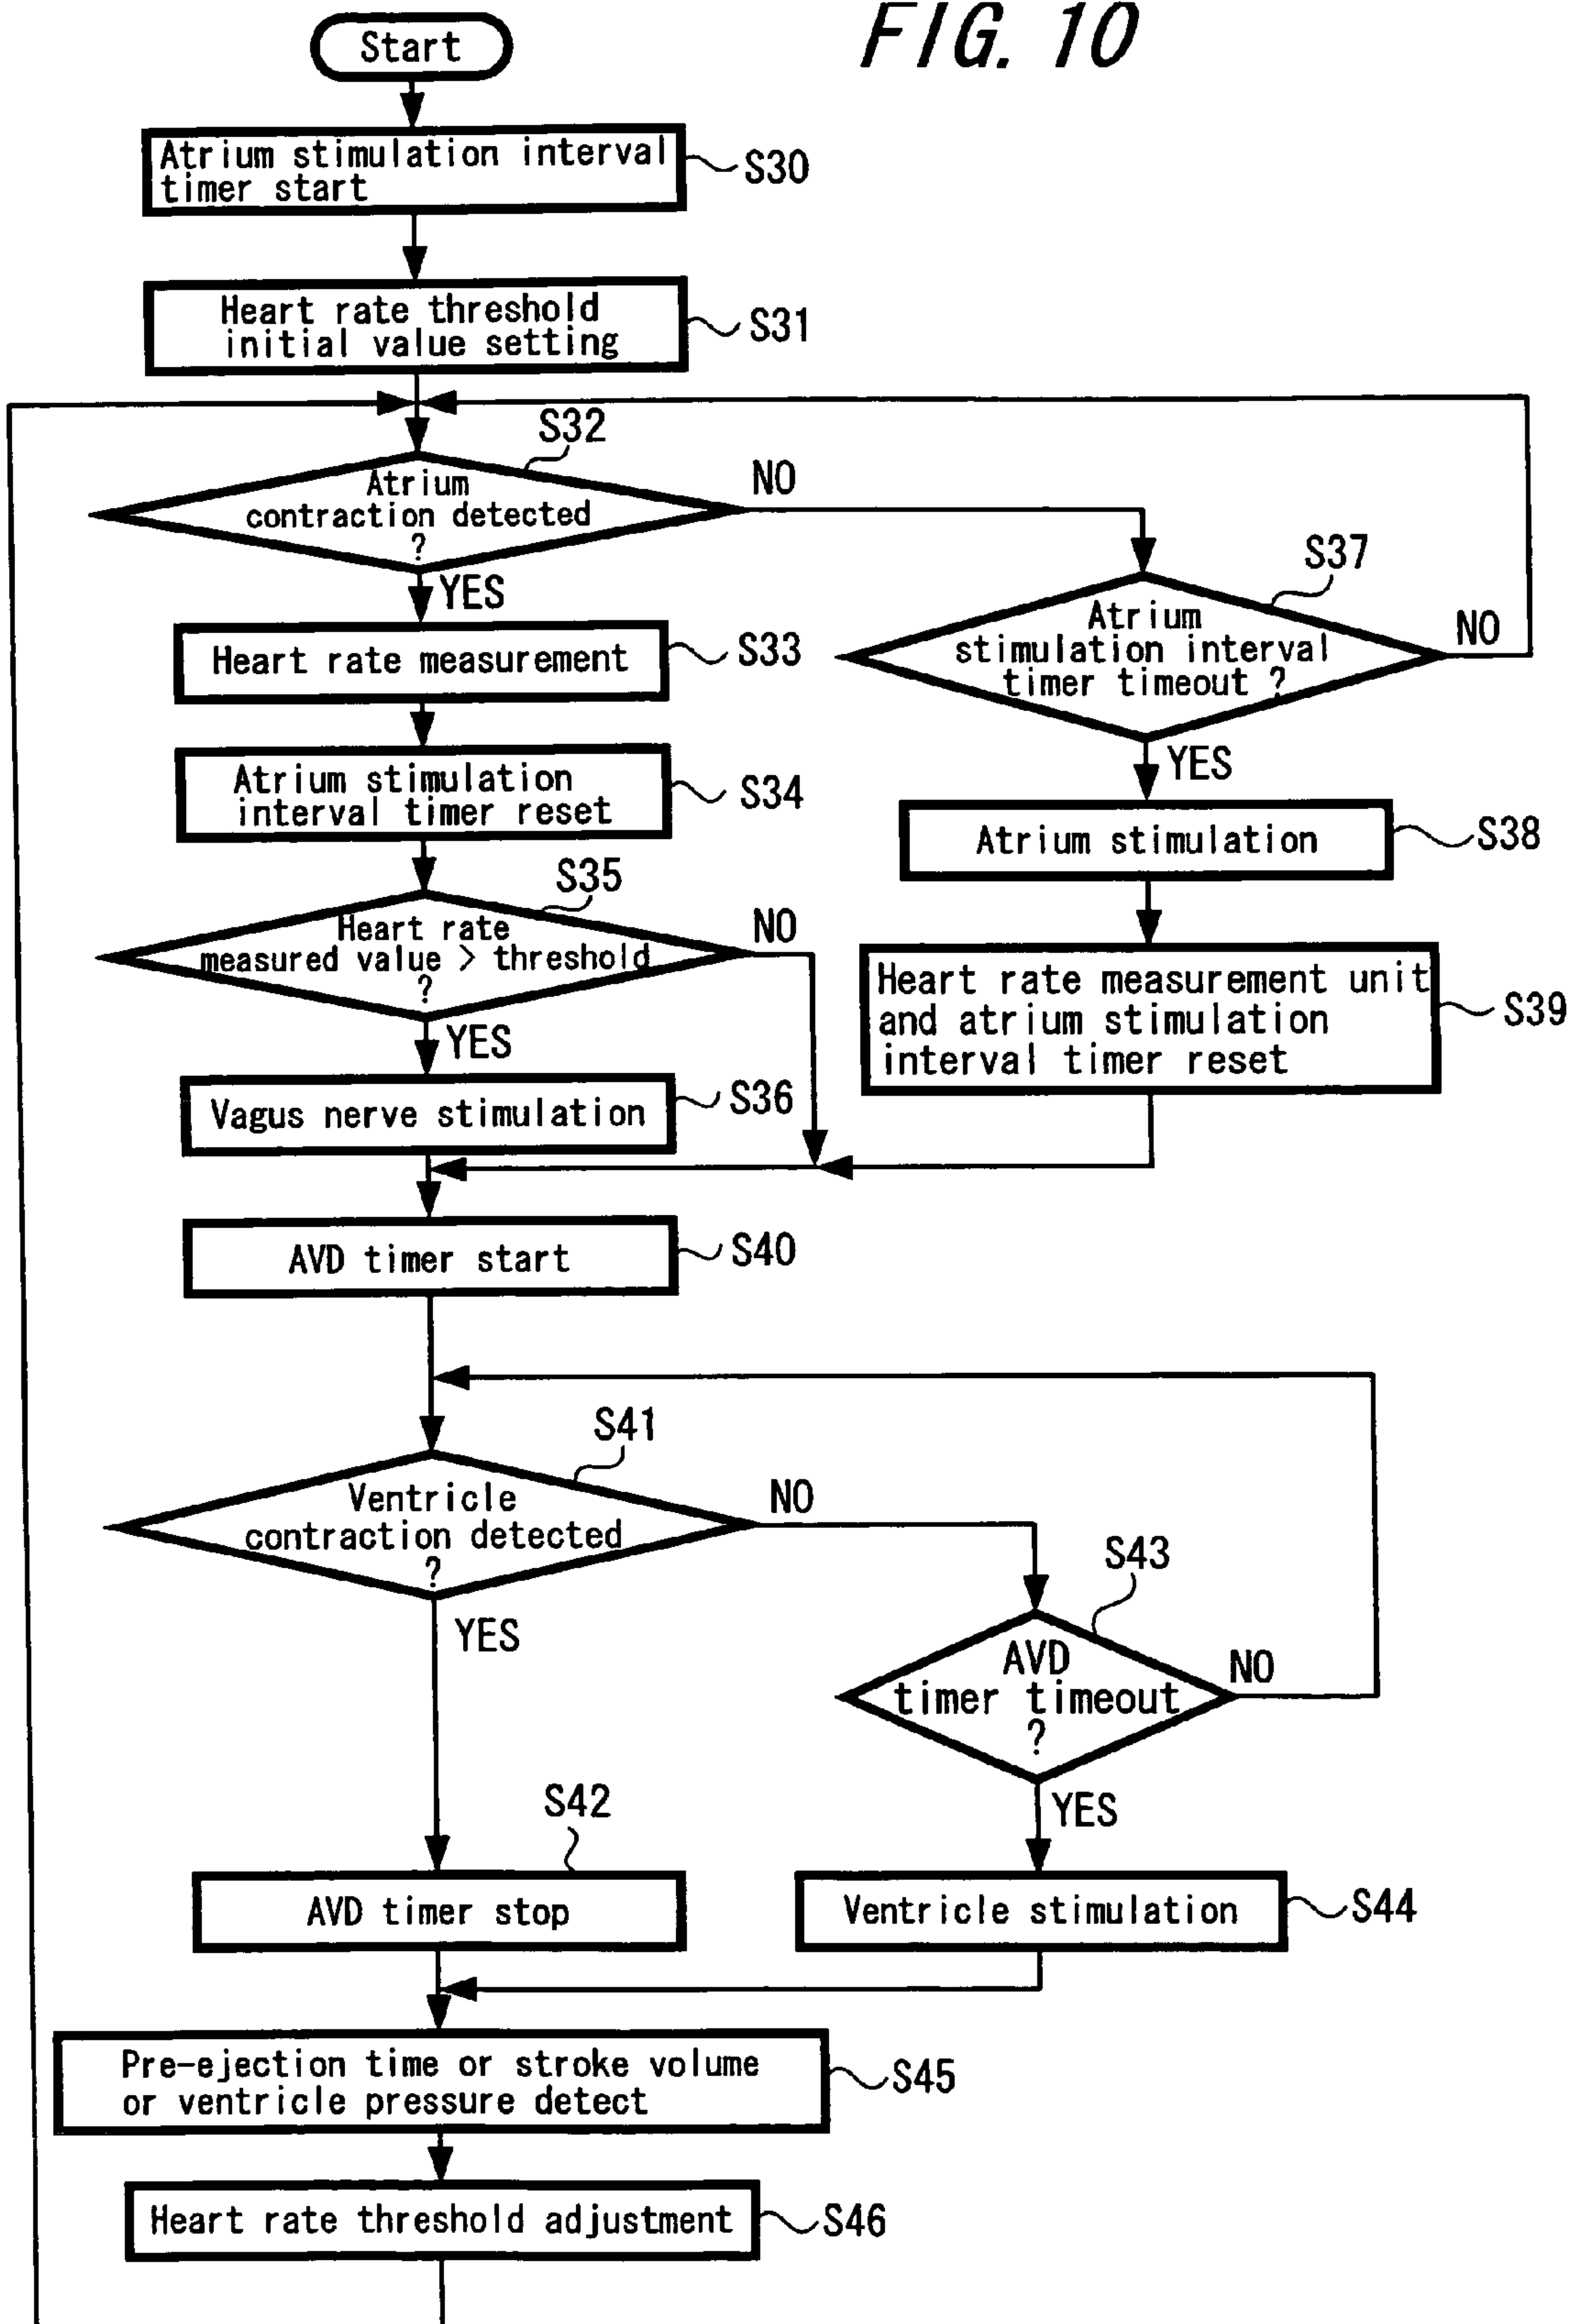 FIG. 10
Start
Atrium stimulation interval
timer start
S30
Heart rate threshold
initial value setting
S31
S32
Atrium
contraction detected
?
NO
YES
S37
Atrium
stimulation interval
timer timeout ?
NO
YES
Heart rate measurement
S33
Atrium stimulation
interval timer reset
S34
Atrium stimulation
S38
S35
Heart rate
measured value > threshold
?
NO
YES
Heart rate measurement unit
and atrium stimulation
interval timer reset
S39
Vagus nerve stimulation
S36
AVD timer start
S40
S41
Ventricle
contraction detected
?
NO
YES
S43
AVD
timer timeout
?
NO
YES
S42
AVD timer stop
Ventricle stimulation
S44
Pre-ejection time or stroke volume
or ventricle pressure detect
S45
Heart rate threshold adjustment
S46